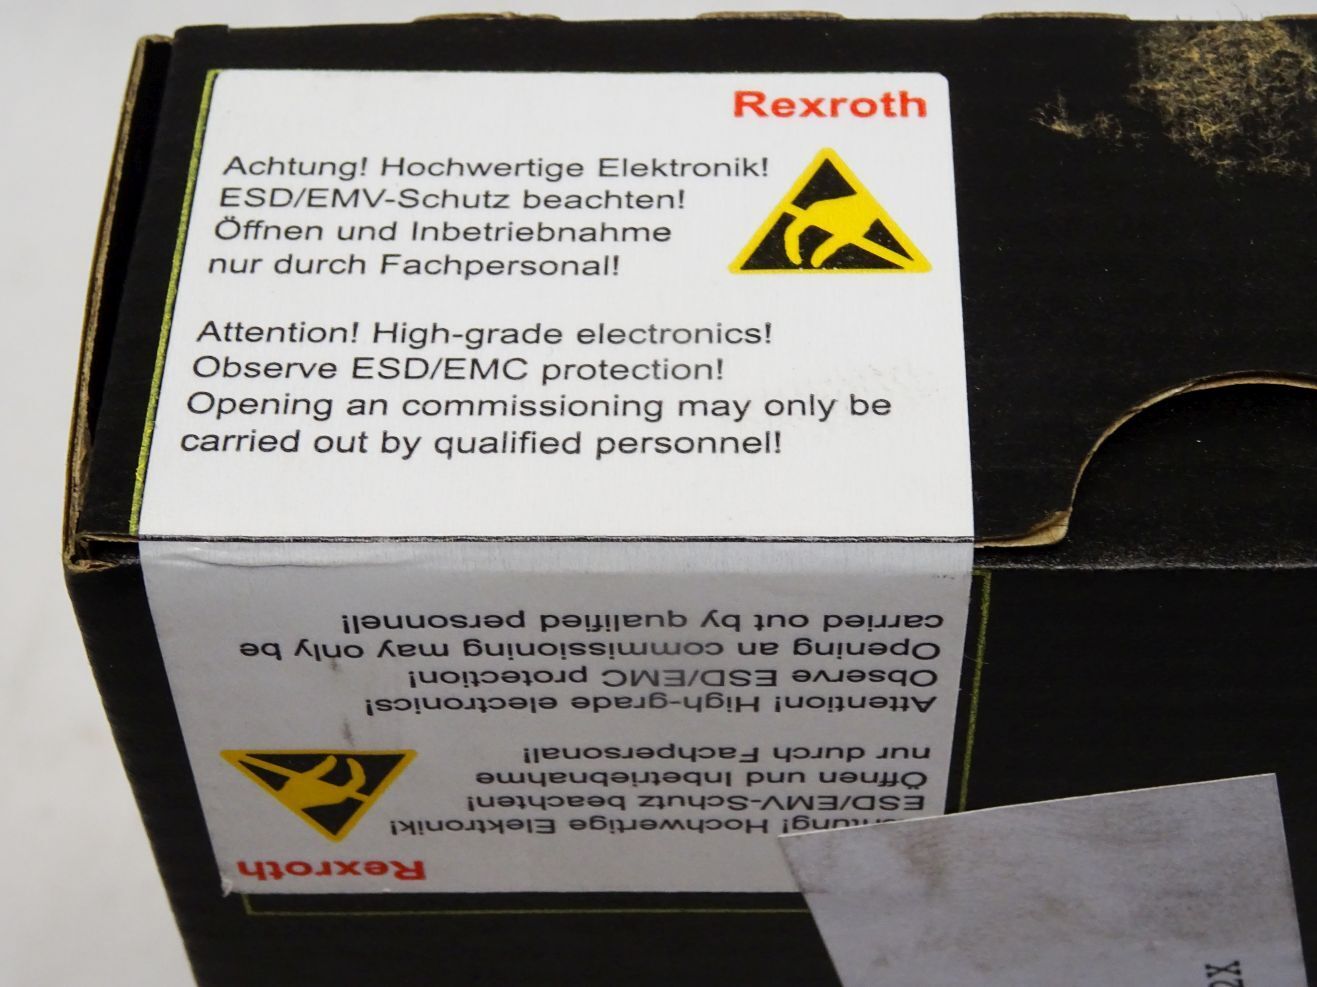 Rexroth
Achtung! Hochwertige Elektronik!
ESD/EMV-Schutz beachten!
Öffnen und Inbetriebnahme
nur durch Fachpersonal!
Attention! High-grade electronics!
Observe ESD/EMC protection!
Opening an commissioning may only be
carried out by qualified personnel!
Rexroth
Hochwertige Elektronik!
ESD/EMV-Schutz beachten!
Öffnen und Inbetriebnahme
nur durch Fachpersonal!
Attention! High-grade electronics!
Observe ESD/EMC protection!
Opening an commissioning may only be
carried out by qualified personnel!
2X